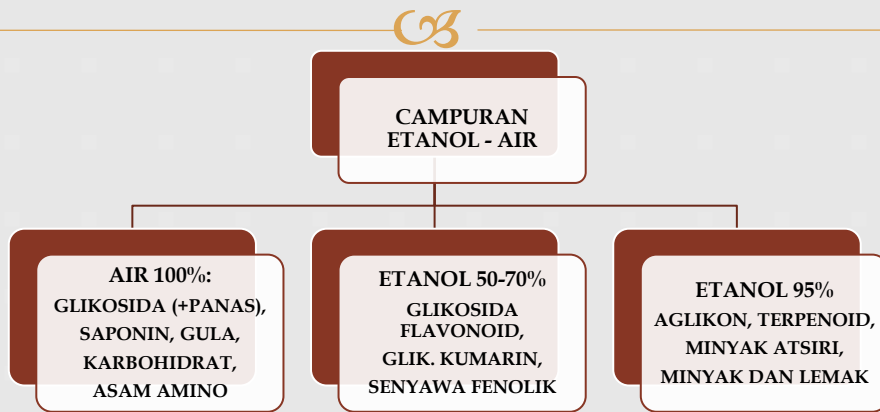 CAMPURAN
ETANOL - AIR
AIR 100%:
GLIKOSIDA (+PANAS),
SAPONIN, GULA,
KARBOHIDRAT,
ASAM AMINO
ETANOL 50-70%
GLIKOSIDA
FLAVONOID,
GLIK. KUMARIN,
SENYAWA FENOLIK
ETANOL 95%
AGLIKON, TERPENOID,
MINYAK ATSIRI,
MINYAK DAN LEMAK